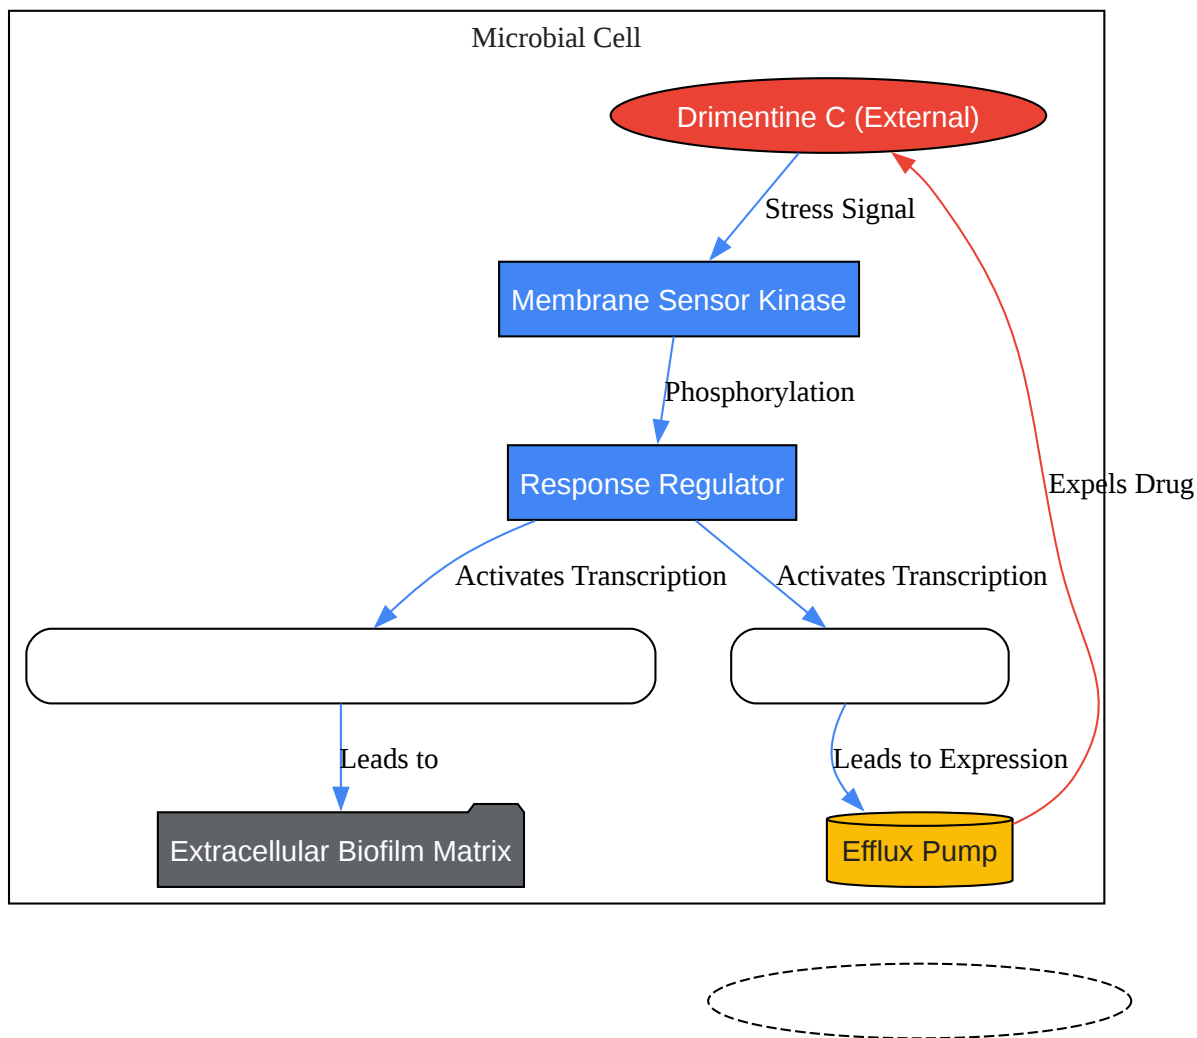 Microbial Cell
Drimentine C (External)
Stress Signal
Membrane Sensor Kinase
Phosphorylation
Response Regulator
Expels Drug
Activates Transcription
Activates Transcription
Leads to
Leads to Expression
Extracellular Biofilm Matrix
Efflux Pump